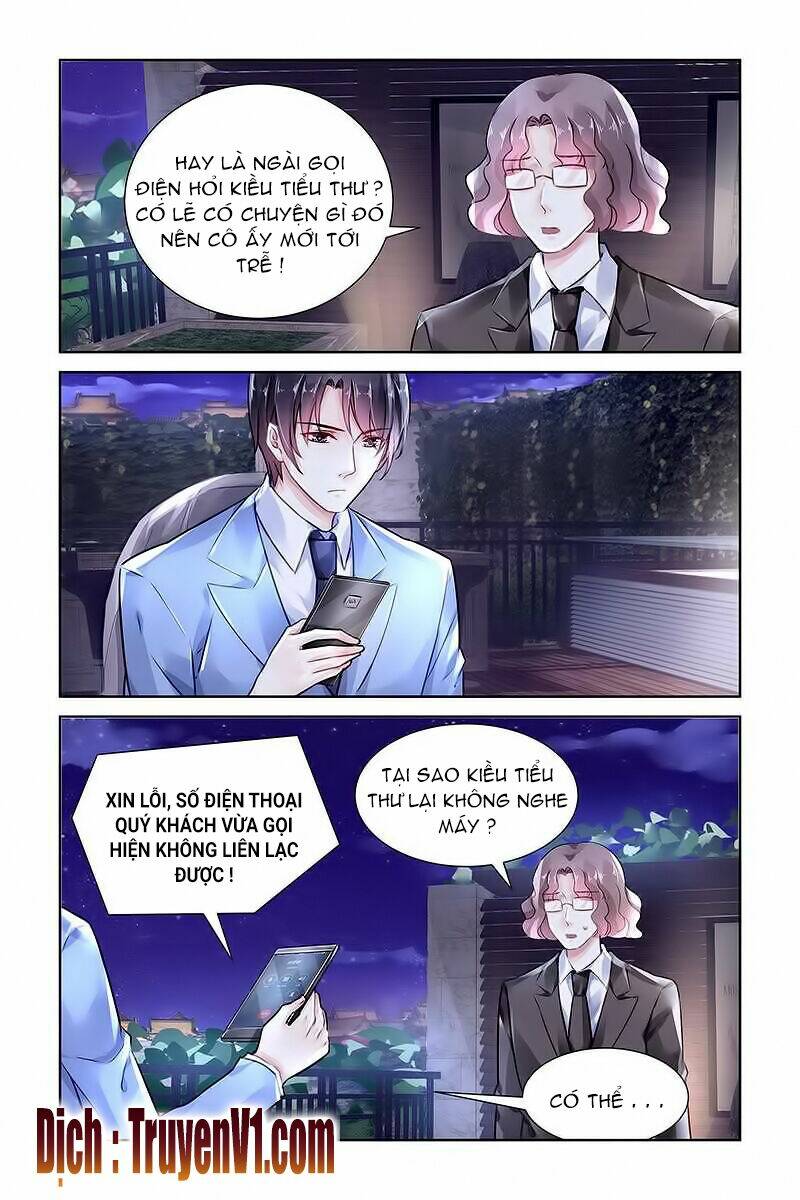 HAY LÀ NGÀI GỌI
ĐIỆN HỎI KIỀU TIỂU THƯ ?
CÓ LẼ CÓ CHUYỆN GÌ ĐÓ
NÊN CÔ ẤY MỚI TỚI
TRỄ !
XIN LỖI, SỐ ĐIỆN THOẠI
QUÝ KHÁCH VỪA GỌI
HIỆN KHÔNG LIÊN LẠC
ĐƯỢC !
TẠI SAO KIỀU TIỂU
THƯ LẠI KHÔNG NGHE
MÁY ?
CÓ THỂ . . .
Dịch : TruyenV1.com